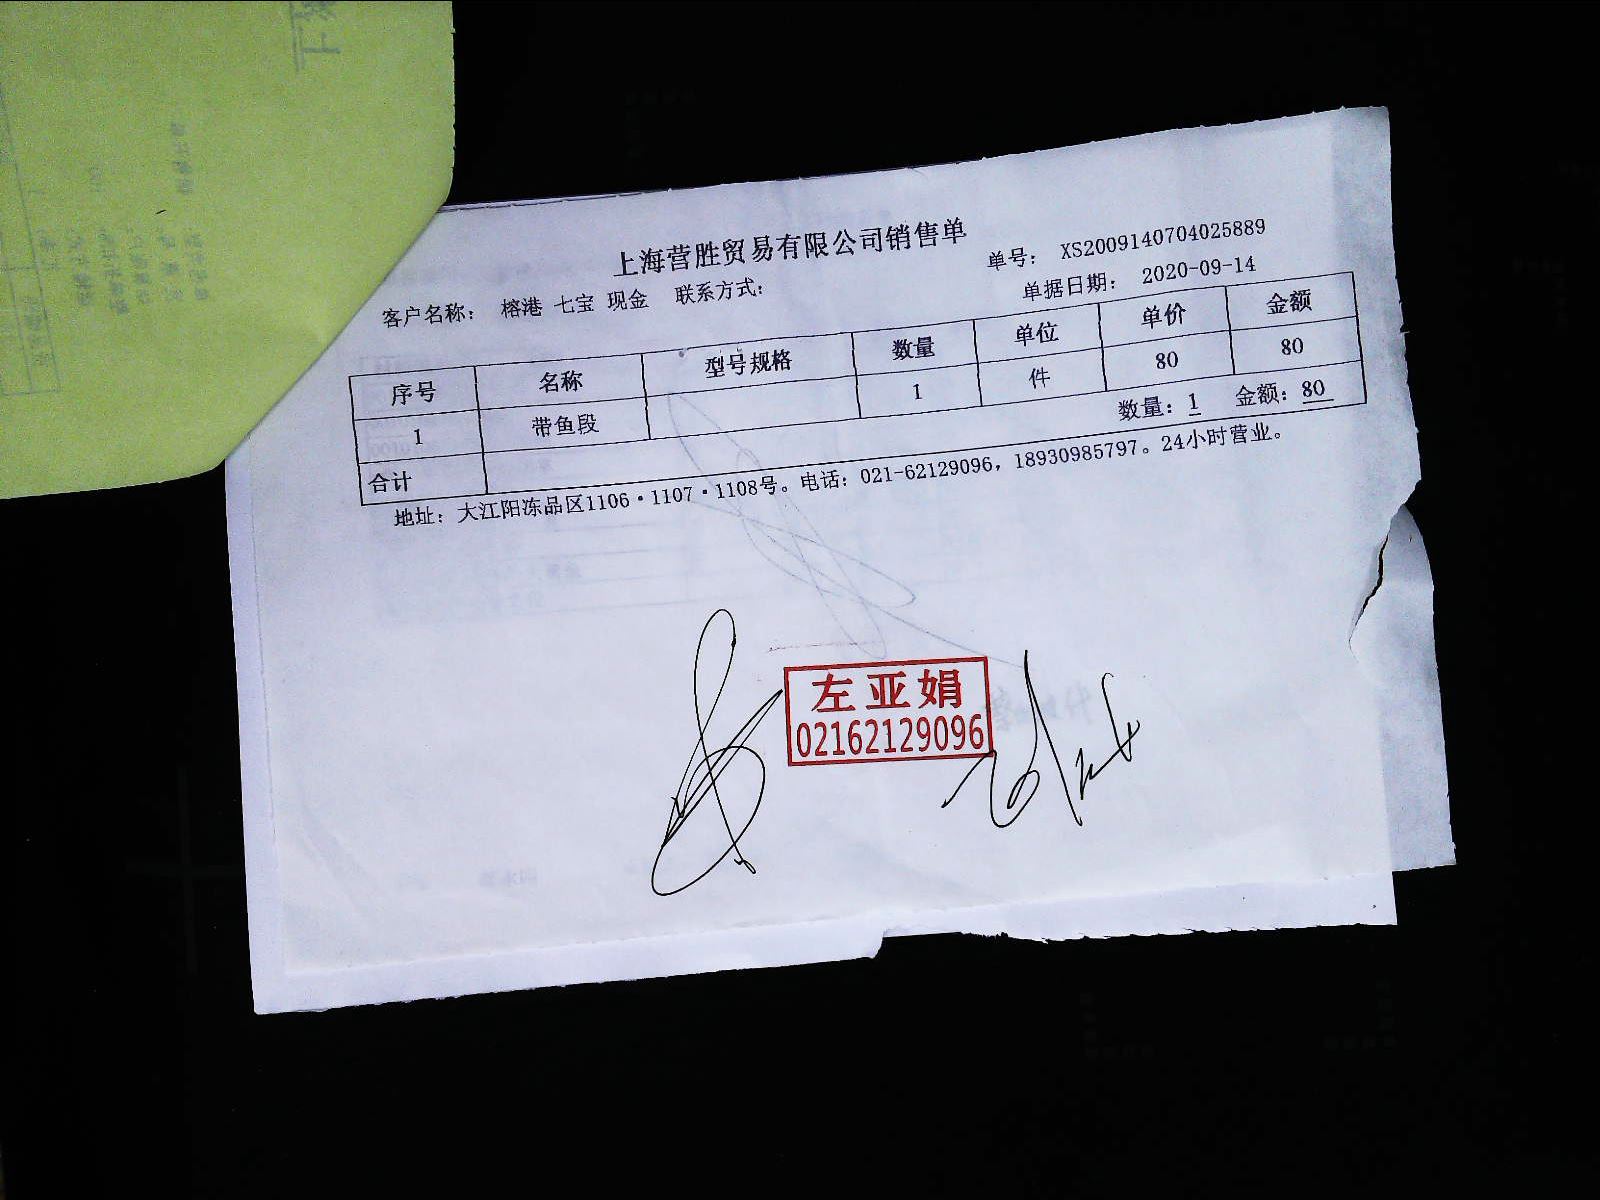 上海营胜贸易有限公司销售单
单号： XS2009140704025889
客户名称： 榕港 七宝 现金 联系方式：
单据日期： 2020-09-14
序号 名称 型号规格 数量 单位 单价 金额
1 带鱼段 1 件 80 80
合计 数量：1 金额：80
地址：大江阳冻品区1106·1107·1108号。电话：021-62129096，18930985797。24小时营业。
左亚娟
02162129096